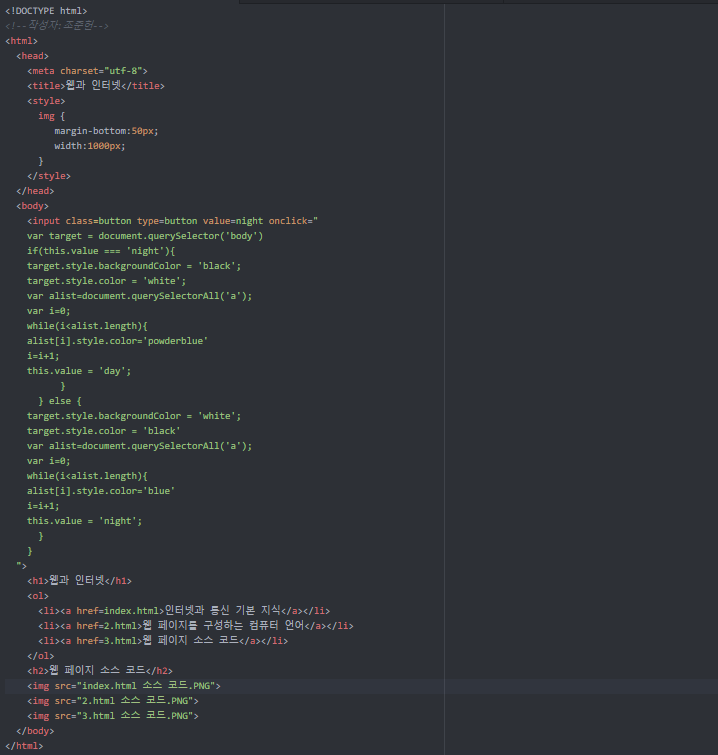 <!DOCTYPE html>
<!--작성자:조준현-->
<html>
  <head>
    <meta charset="utf-8">
    <title>웹과 인터넷</title>
    <style>
      img {
         margin-bottom:50px;
         width:1000px;
      }
    </style>
  </head>
  <body>
    <input class=button type=button value=night onclick="
    var target = document.querySelector('body')
    if(this.value === 'night'){
    target.style.backgroundColor = 'black';
    target.style.color = 'white';
    var alist=document.querySelectorAll('a');
    var i=0;
    while(i<alist.length){
    alist[i].style.color='powderblue'
    i=i+1;
    this.value = 'day';
          }
      } else {
    target.style.backgroundColor = 'white';
    target.style.color = 'black'
    var alist=document.querySelectorAll('a');
    var i=0;
    while(i<alist.length){
    alist[i].style.color='blue'
    i=i+1;
    this.value = 'night';
      }
    }
  ">
    <h1>웹과 인터넷</h1>
    <ol>
      <li><a href=index.html>인터넷과 통신 기본 지식</a></li>
      <li><a href=2.html>웹 페이지를 구성하는 컴퓨터 언어</a></li>
      <li><a href=3.html>웹 페이지 소스 코드</a></li>
    </ol>
    <h2>웹 페이지 소스 코드</h2>
    <img src="index.html 소스 코드.PNG">
    <img src="2.html 소스 코드.PNG">
    <img src="3.html 소스 코드.PNG">
  </body>
</html>